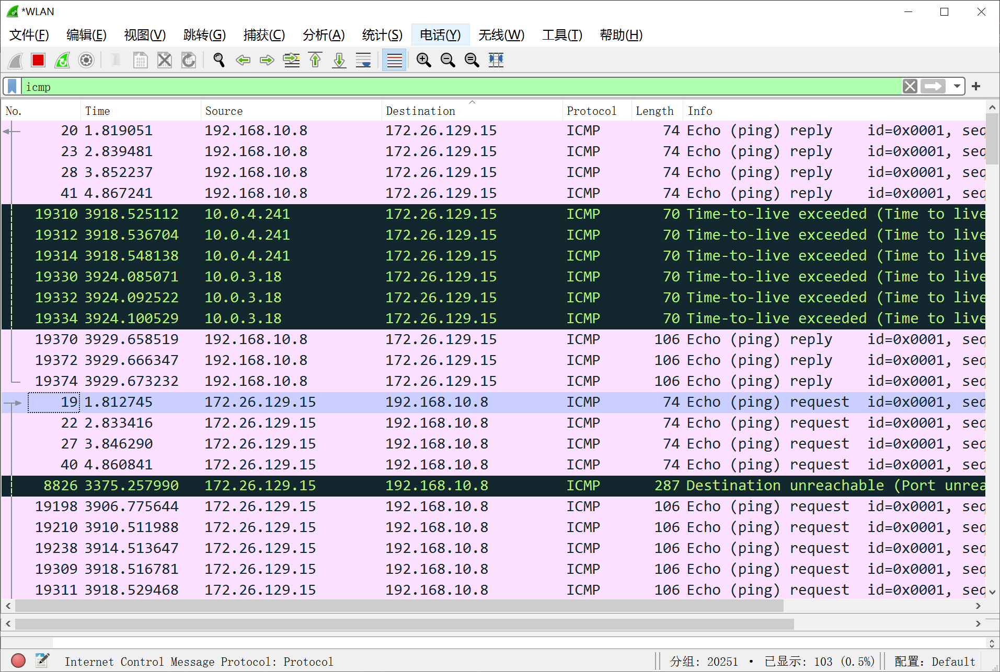 *WLAN
文件(F) 编辑(E) 视图(V) 跳转(G) 捕获(C) 分析(A) 统计(S) 电话(Y) 无线(W) 工具(T) 帮助(H)
icmp
No. Time Source Destination Protocol Length Info
20 1.819051 192.168.10.8 172.26.129.15 ICMP 74 Echo (ping) reply id=0x0001, seq
23 2.839481 192.168.10.8 172.26.129.15 ICMP 74 Echo (ping) reply id=0x0001, seq
28 3.852237 192.168.10.8 172.26.129.15 ICMP 74 Echo (ping) reply id=0x0001, seq
41 4.867241 192.168.10.8 172.26.129.15 ICMP 74 Echo (ping) reply id=0x0001, seq
19310 3918.525112 10.0.4.241 172.26.129.15 ICMP 70 Time-to-live exceeded (Time to live
19312 3918.536704 10.0.4.241 172.26.129.15 ICMP 70 Time-to-live exceeded (Time to live
19314 3918.548138 10.0.4.241 172.26.129.15 ICMP 70 Time-to-live exceeded (Time to live
19330 3924.085071 10.0.3.18 172.26.129.15 ICMP 70 Time-to-live exceeded (Time to live
19332 3924.092522 10.0.3.18 172.26.129.15 ICMP 70 Time-to-live exceeded (Time to live
19334 3924.100529 10.0.3.18 172.26.129.15 ICMP 70 Time-to-live exceeded (Time to live
19370 3929.658519 192.168.10.8 172.26.129.15 ICMP 106 Echo (ping) reply id=0x0001, seq
19372 3929.666347 192.168.10.8 172.26.129.15 ICMP 106 Echo (ping) reply id=0x0001, seq
19374 3929.673232 192.168.10.8 172.26.129.15 ICMP 106 Echo (ping) reply id=0x0001, seq
19 1.812745 172.26.129.15 192.168.10.8 ICMP 74 Echo (ping) request id=0x0001, seq
22 2.833416 172.26.129.15 192.168.10.8 ICMP 74 Echo (ping) request id=0x0001, seq
27 3.846290 172.26.129.15 192.168.10.8 ICMP 74 Echo (ping) request id=0x0001, seq
40 4.860841 172.26.129.15 192.168.10.8 ICMP 74 Echo (ping) request id=0x0001, seq
8826 3375.257990 172.26.129.15 192.168.10.8 ICMP 287 Destination unreachable (Port unrea
19198 3906.775644 172.26.129.15 192.168.10.8 ICMP 106 Echo (ping) request id=0x0001, seq
19210 3910.511988 172.26.129.15 192.168.10.8 ICMP 106 Echo (ping) request id=0x0001, seq
19238 3914.513647 172.26.129.15 192.168.10.8 ICMP 106 Echo (ping) request id=0x0001, seq
19309 3918.516781 172.26.129.15 192.168.10.8 ICMP 106 Echo (ping) request id=0x0001, seq
19311 3918.529468 172.26.129.15 192.168.10.8 ICMP 106 Echo (ping) request id=0x0001, seq
Internet Control Message Protocol: Protocol 分组: 20251 • 已显示: 103 (0.5%) 配置: Default